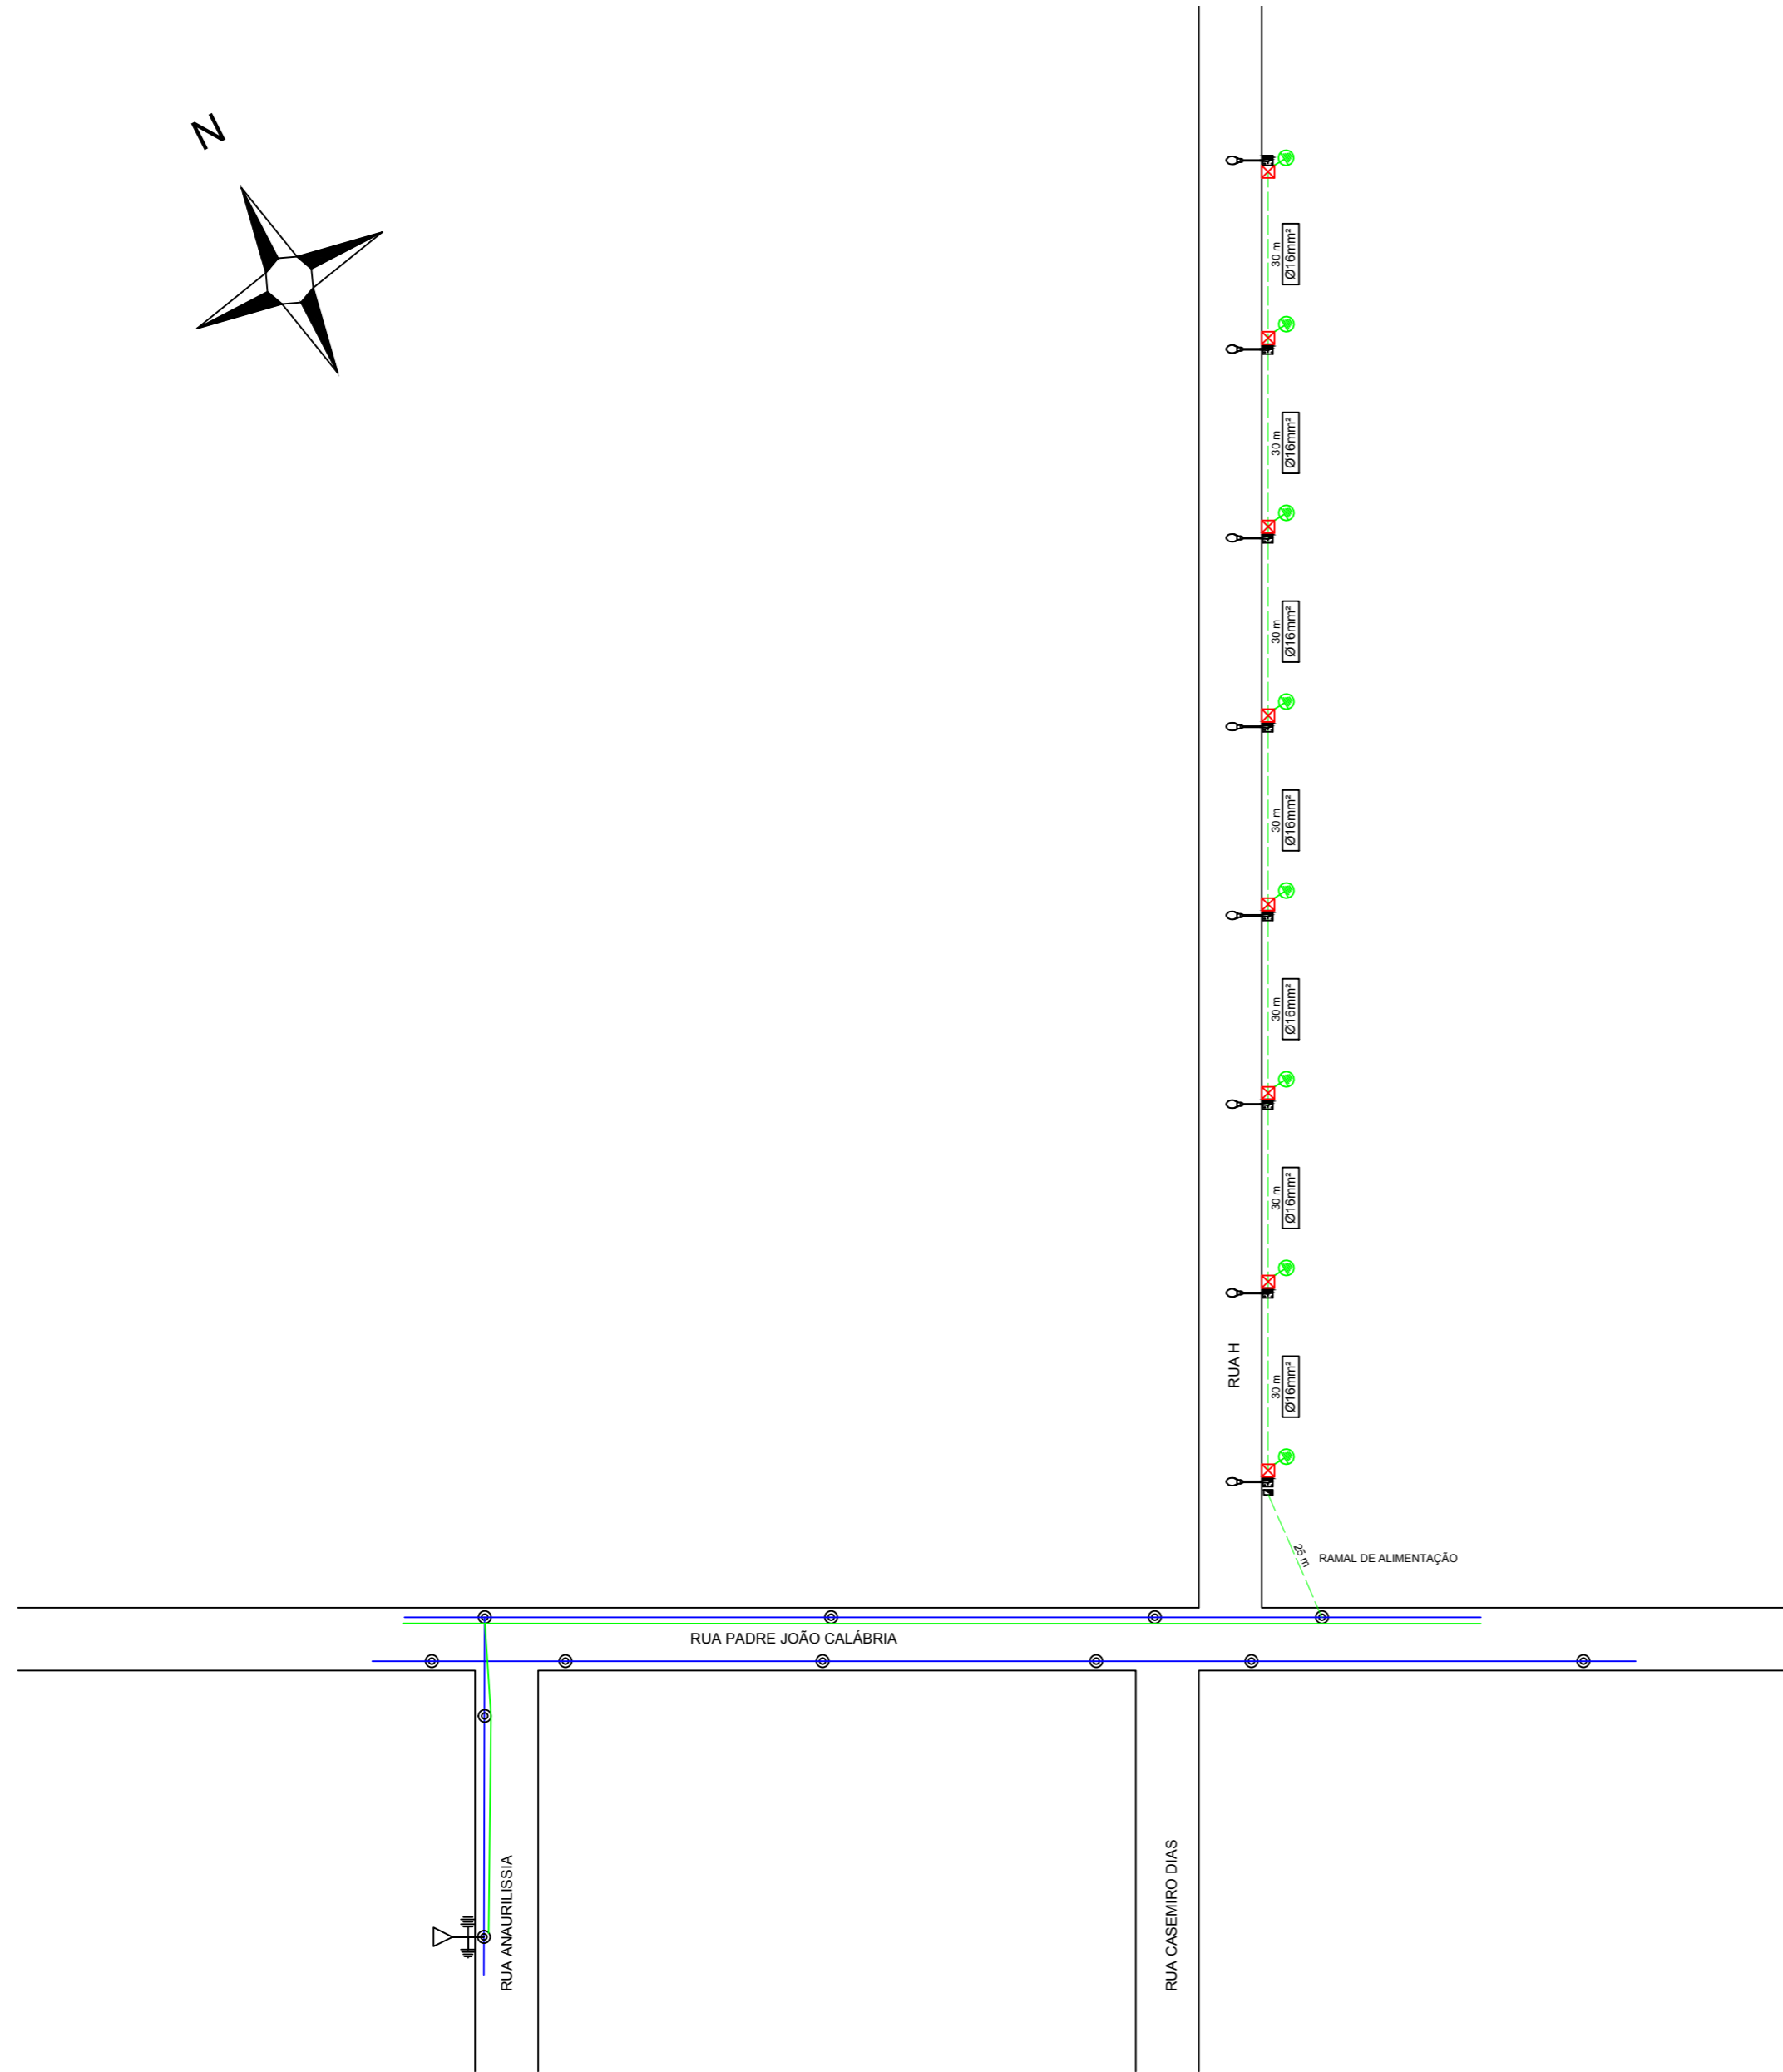 N
30 m
Ø16mm²
30 m
Ø16mm²
30 m
Ø16mm²
30 m
Ø16mm²
30 m
Ø16mm²
30 m
Ø16mm²
RUA H
30 m
Ø16mm²
25 m
RAMAL DE ALIMENTAÇÃO
RUA PADRE JOÃO CALÁBRIA
RUA ANAURILISSIA
RUA CASEMIRO DIAS